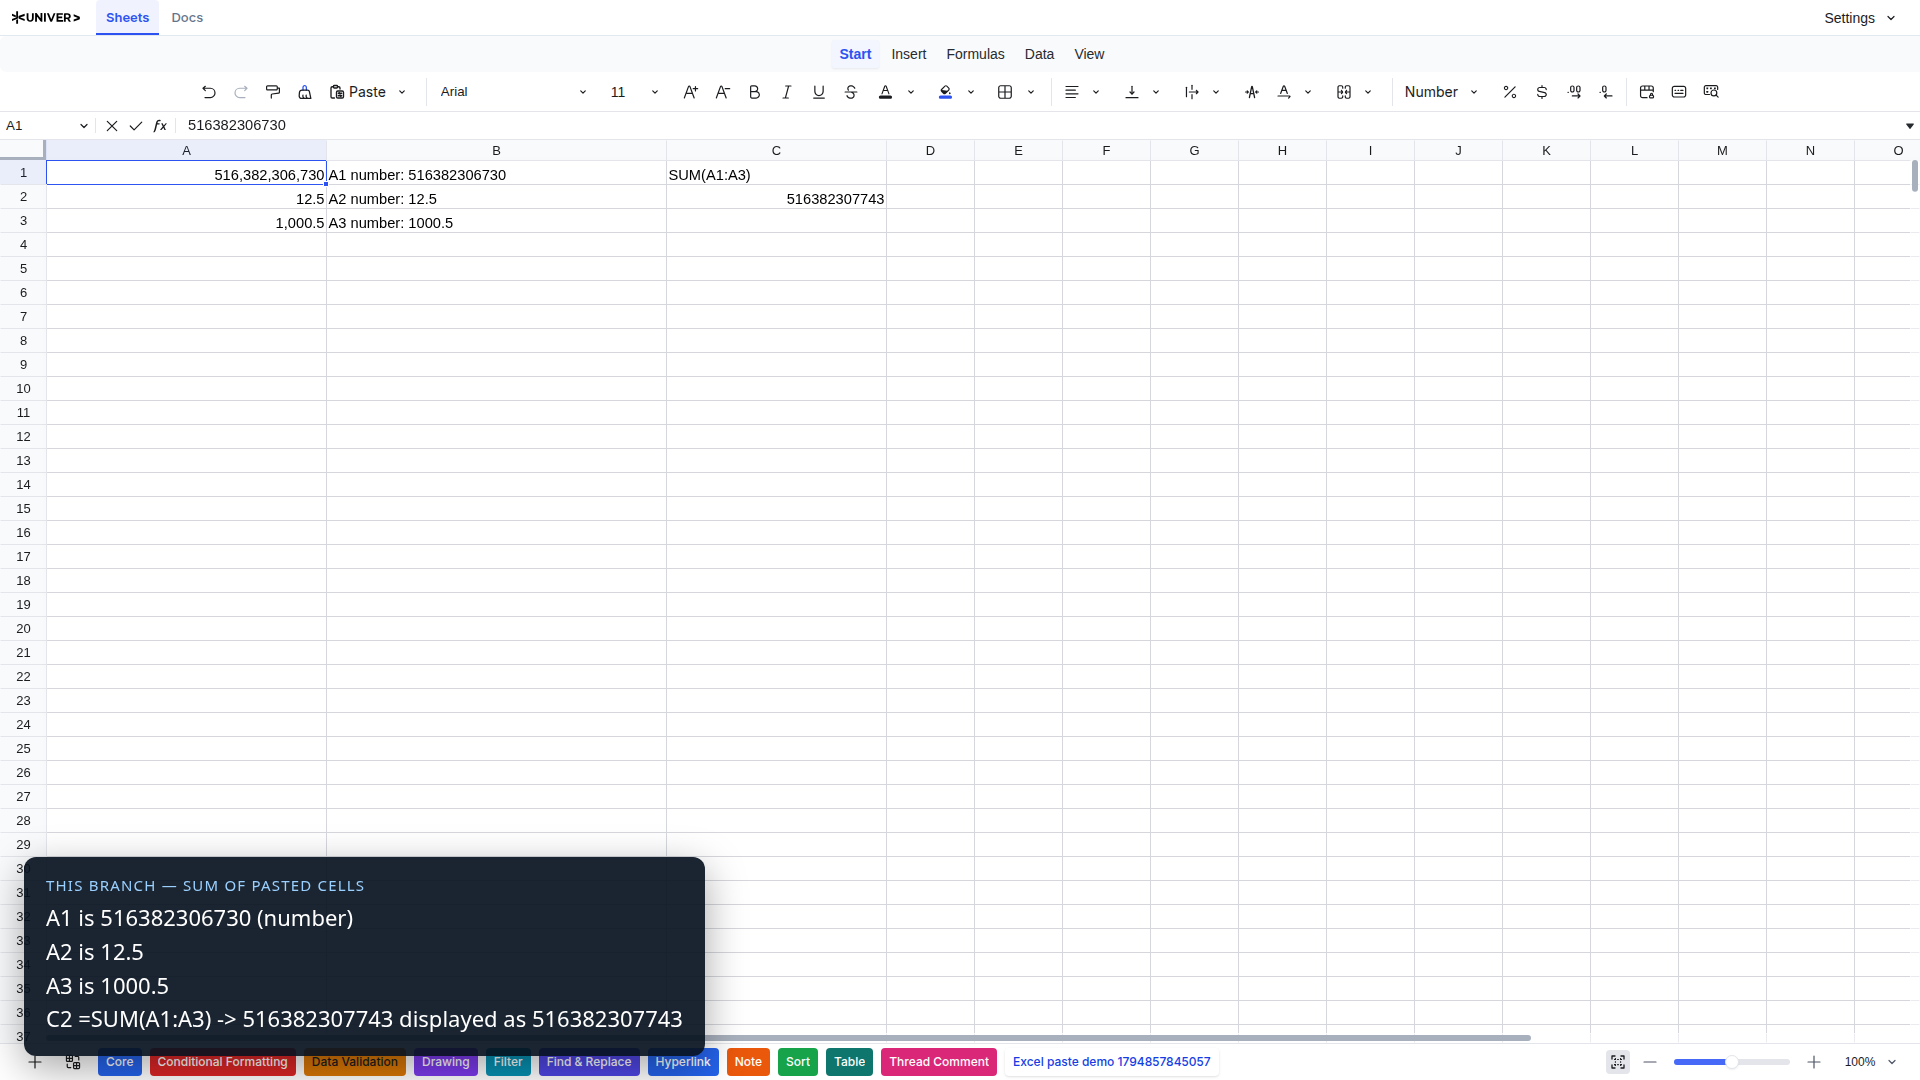 UNIVER
Sheets
Docs
Settings
Start
Insert
Formulas
Data
View
Paste
Arial
11
Number
A1
fx
516382306730
A B C D E F G H I J K L M N O
1 516,382,306,730 A1 number: 516382306730 SUM(A1:A3)
2 12.5 A2 number: 12.5 516382307743
3 1,000.5 A3 number: 1000.5
4
5
6
7
8
9
10
11
12
13
14
15
16
17
18
19
20
21
22
23
24
25
26
27
28
29
THIS BRANCH — SUM OF PASTED CELLS
A1 is 516382306730 (number)
A2 is 12.5
A3 is 1000.5
C2 =SUM(A1:A3) -> 516382307743 displayed as 516382307743
Core
Conditional Formatting
Data Validation
Drawing
Filter
Find & Replace
Hyperlink
Note
Sort
Table
Thread Comment
Excel paste demo 1794857845057
100%